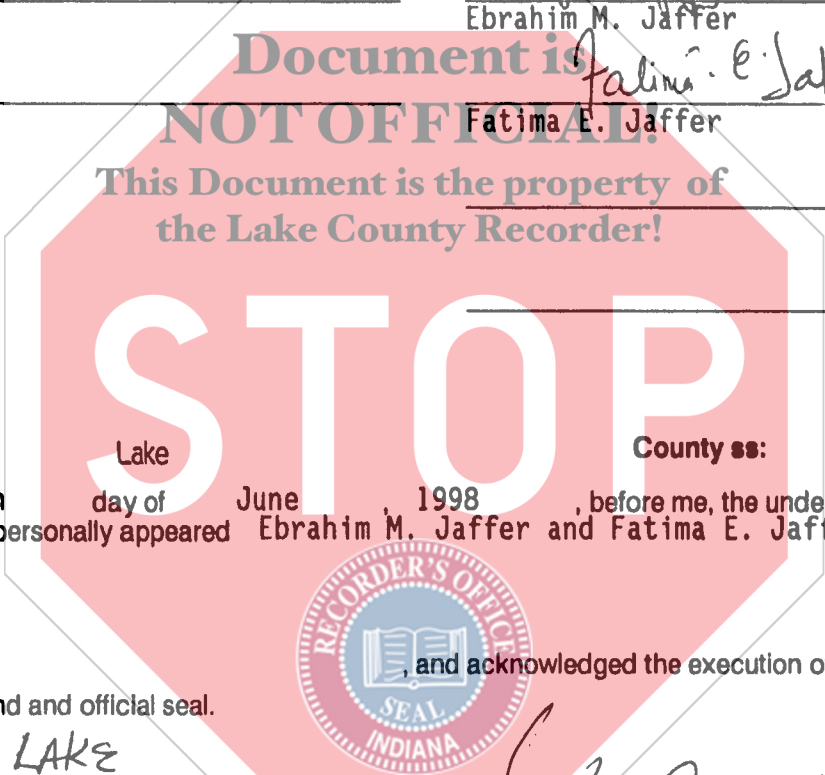 Ebrahim M. Jaffer
Document is
NOT OFFICIAL!
Fatima E. Jaffer
This Document is the property of
the Lake County Recorder!
STOP
Lake County ss:
day of June , 1998 , before me, the unde
personally appeared Ebrahim M. Jaffer and Fatima E. Jaff
RECORDER'S OFFICE
, and acknowledged the execution o
nd and official seal.
SEAL
INDIANA
LAKE